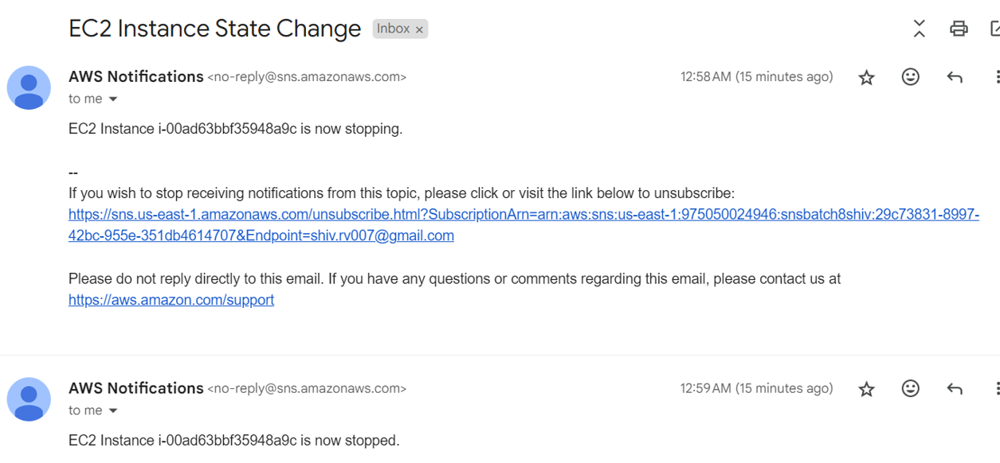 EC2 Instance State Change Inbox ×
AWS Notifications <no-reply@sns.amazonaws.com> 12:58 AM (15 minutes ago)
to me
EC2 Instance i-00ad63bbf35948a9c is now stopping.
--
If you wish to stop receiving notifications from this topic, please click or visit the link below to unsubscribe:
https://sns.us-east-1.amazonaws.com/unsubscribe.html?SubscriptionArn=arn:aws:sns:us-east-1:975050024946:snsbatch8shiv:29c73831-8997-
42bc-955e-351db4614707&Endpoint=shiv.rv007@gmail.com
Please do not reply directly to this email. If you have any questions or comments regarding this email, please contact us at
https://aws.amazon.com/support
AWS Notifications <no-reply@sns.amazonaws.com> 12:59 AM (15 minutes ago)
to me
EC2 Instance i-00ad63bbf35948a9c is now stopped.